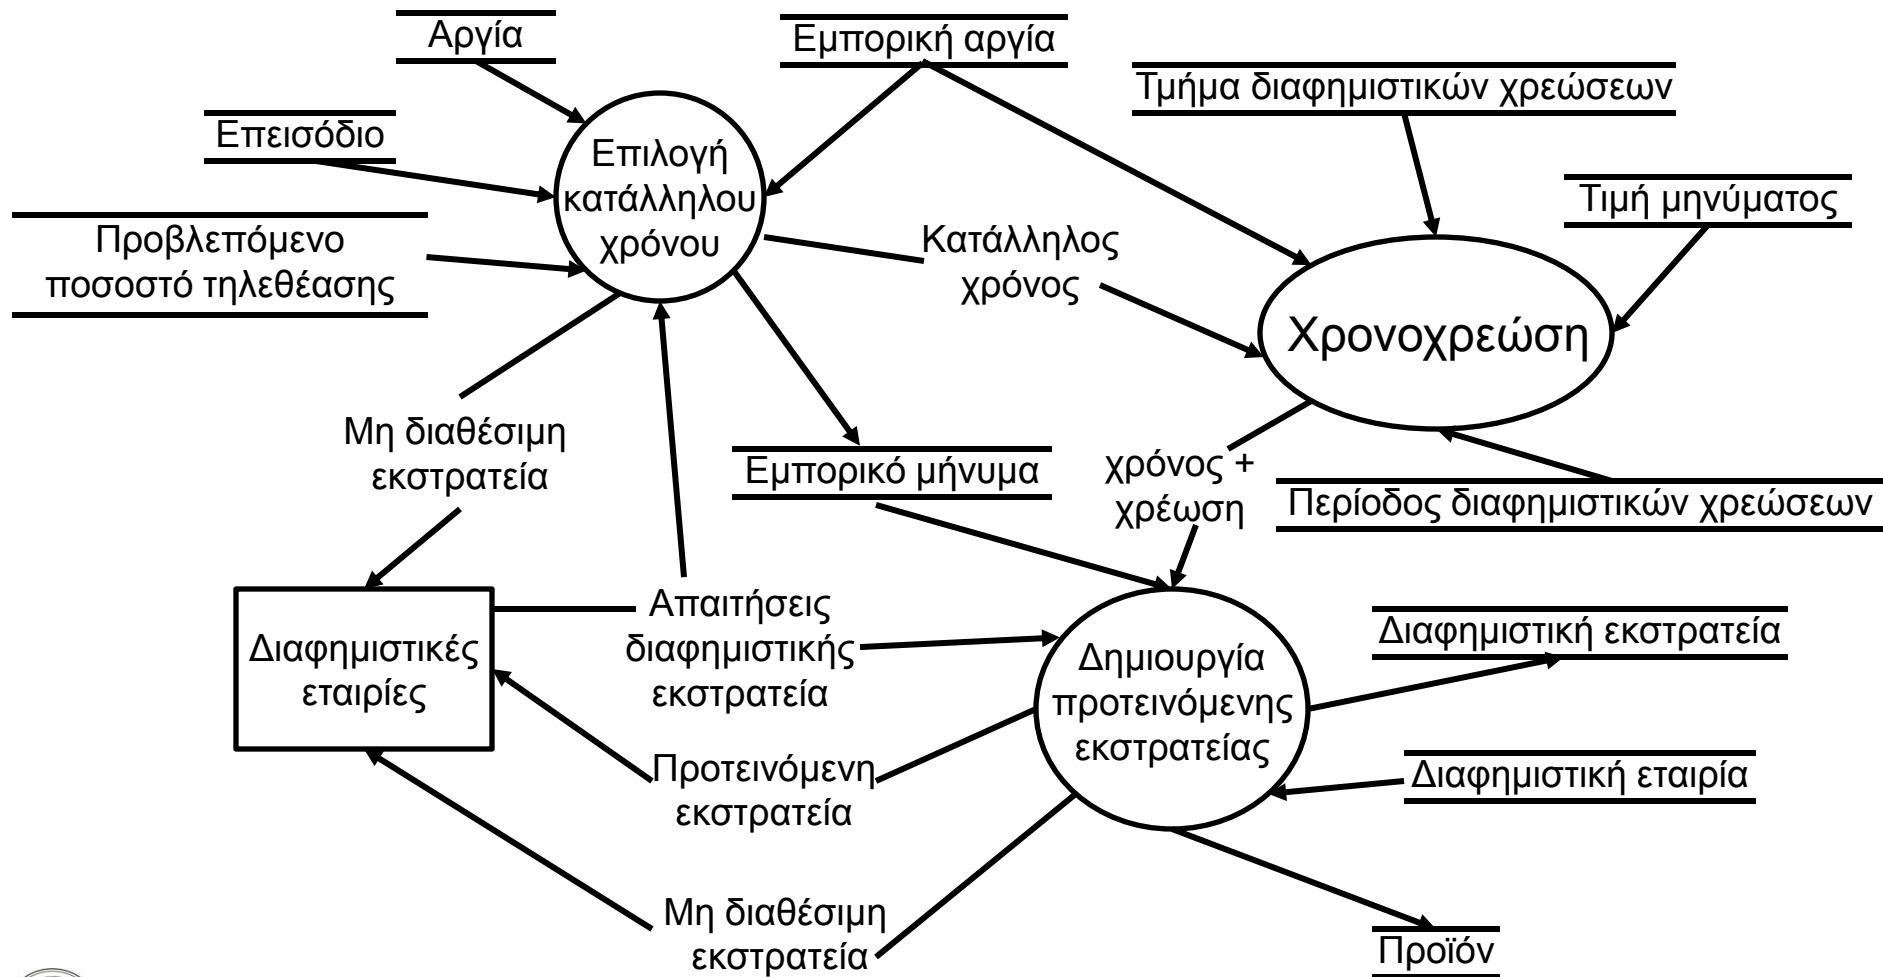 Αργία
Εμπορική αργία
Τμήμα διαφημιστικών χρεώσεων
Επεισόδιο
Επιλογή
κατάλληλου
χρόνου
Τιμή μηνύματος
Προβλεπόμενο
ποσοστό τηλεθέασης
Κατάλληλος
χρόνος
Χρονοχρεώση
Μη διαθέσιμη
εκστρατεία
Εμπορικό μήνυμα
χρόνος +
χρέωση
Περίοδος διαφημιστικών χρεώσεων
Διαφημιστικές
εταιρίες
Απαιτήσεις
διαφημιστικής
εκστρατεία
Δημιουργία
προτεινόμενης
εκστρατείας
Διαφημιστική εκστρατεία
Προτεινόμενη
εκστρατεία
Διαφημιστική εταιρία
Μη διαθέσιμη
εκστρατεία
Προϊόν